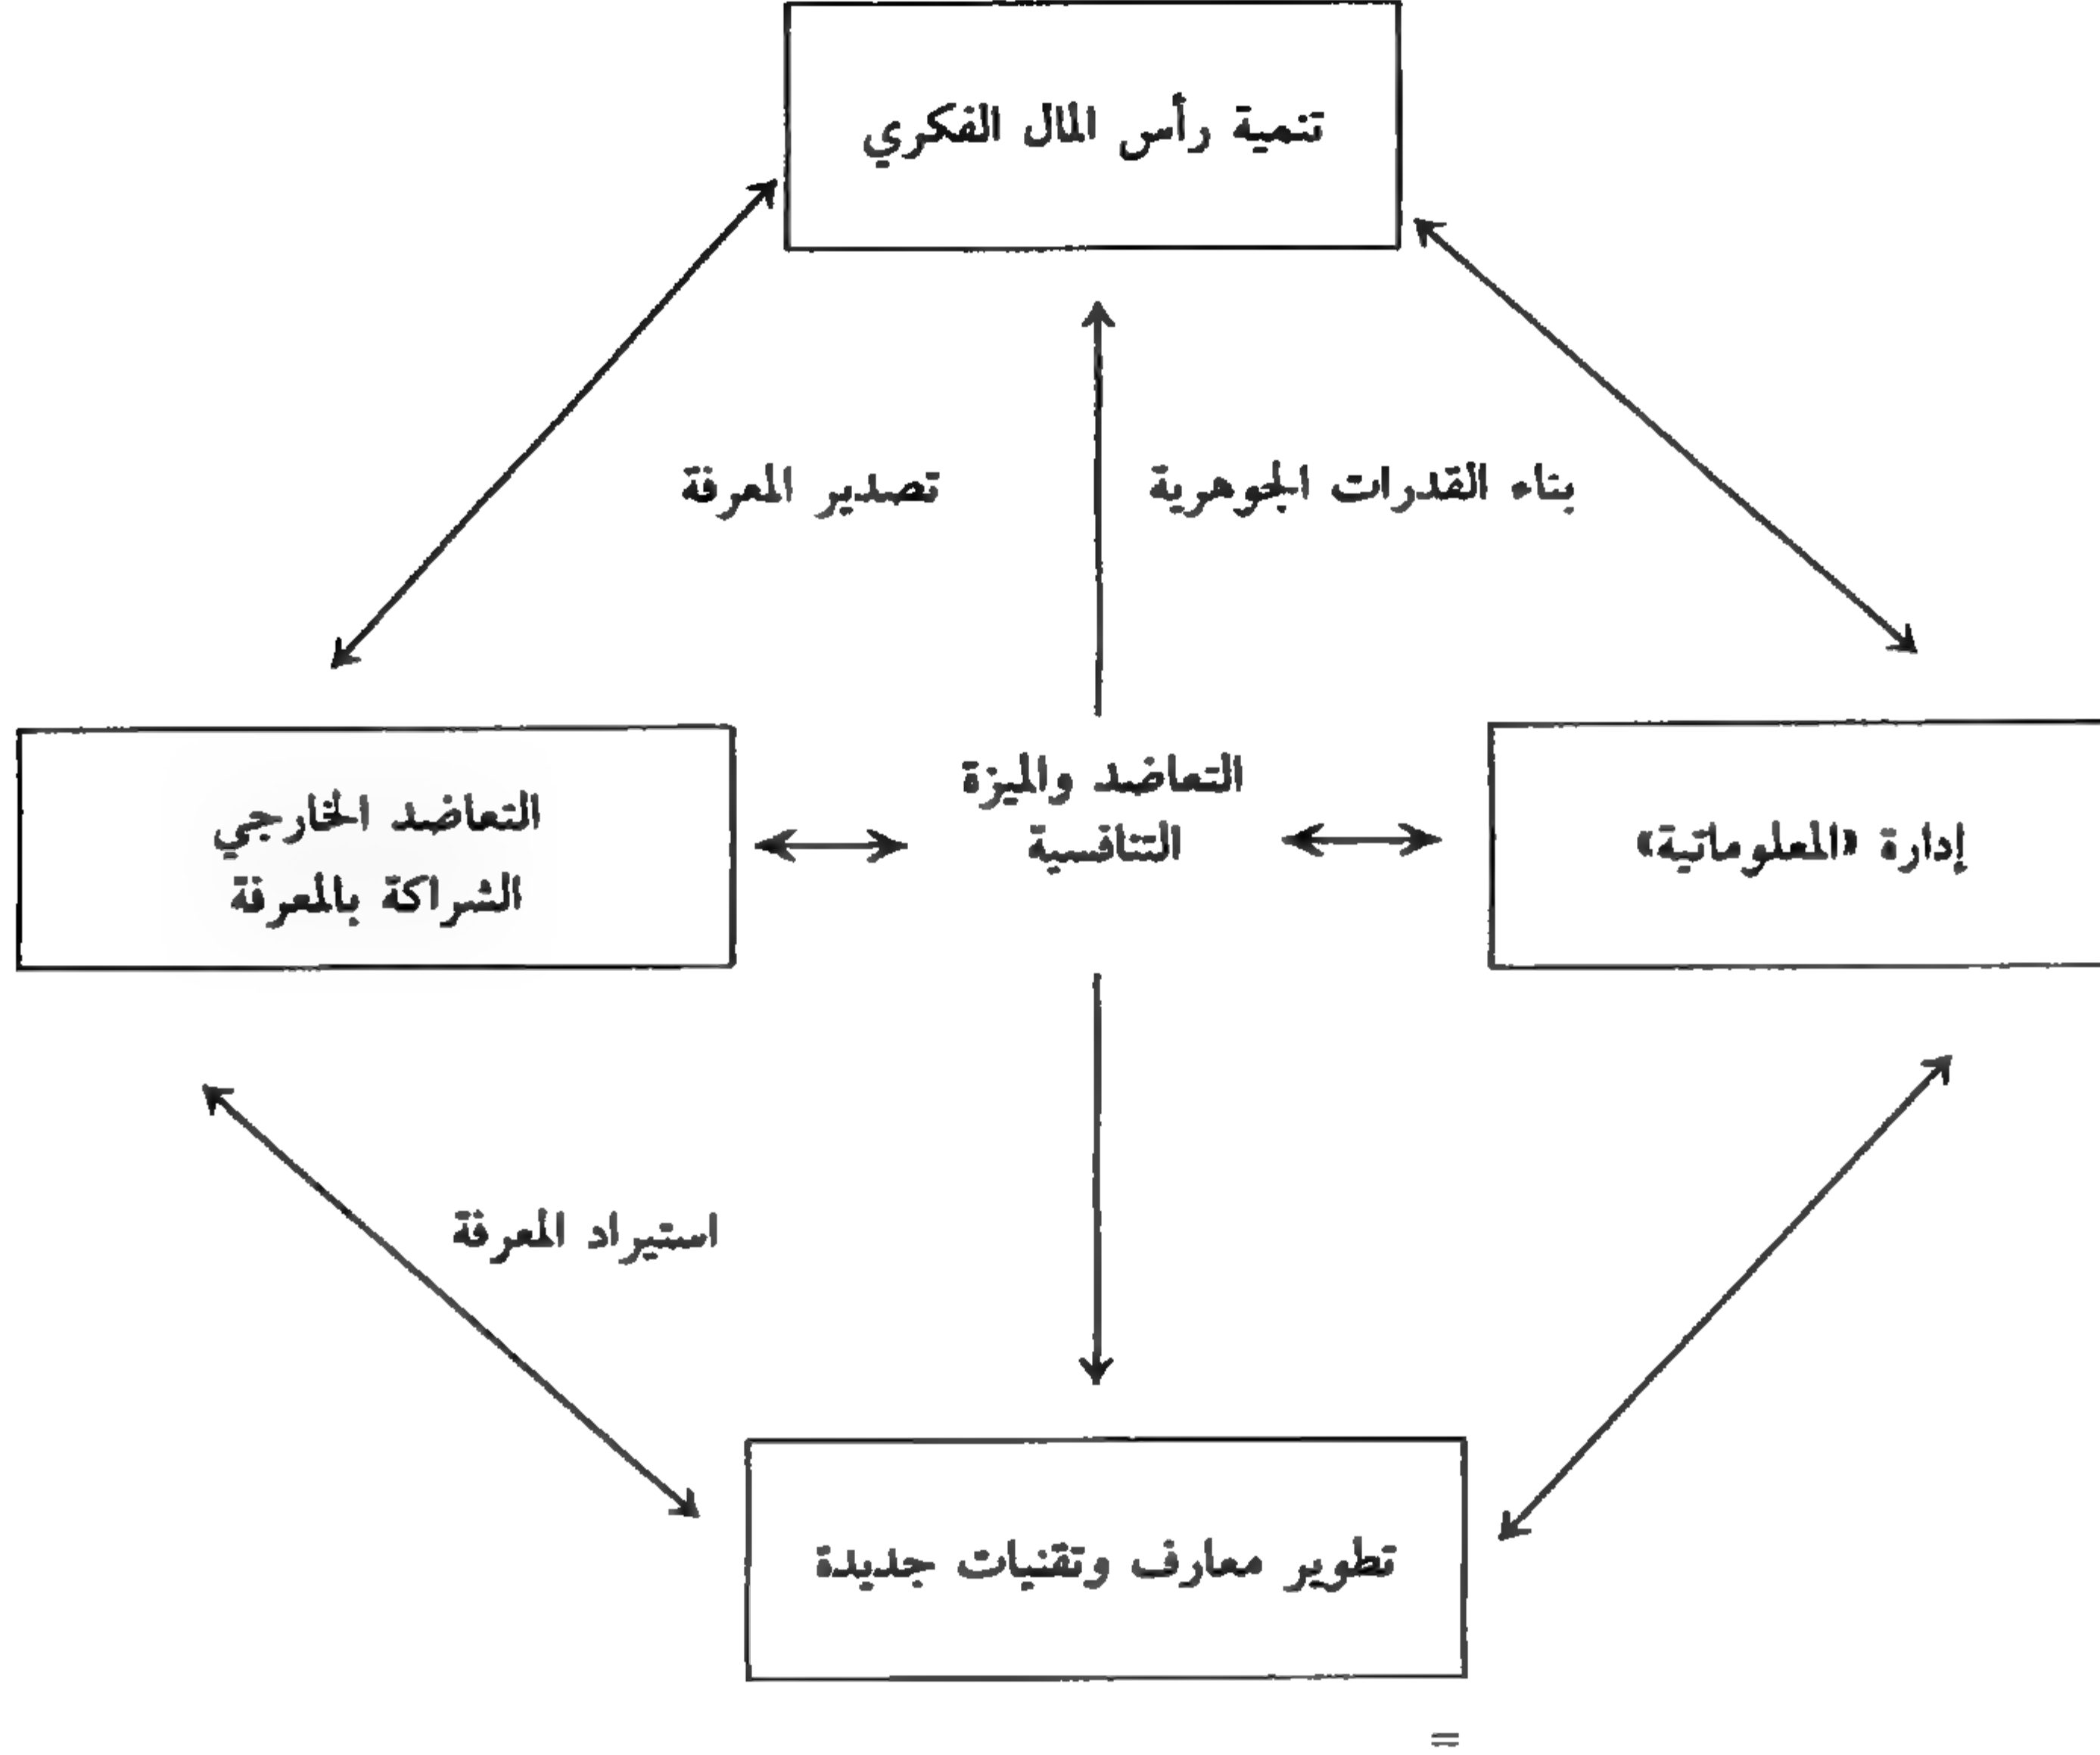 تنمية رأس المال الفكري
بناء القدرات الجوهرية
تصدير المعرفة
إدارة «المعلوماتية»
التعاضد والميزة
التنافسية
التعاضد الخارجي
الشراكة بالمعرفة
استيراد المعرفة
تطوير معارف وتقنيات جديدة
=